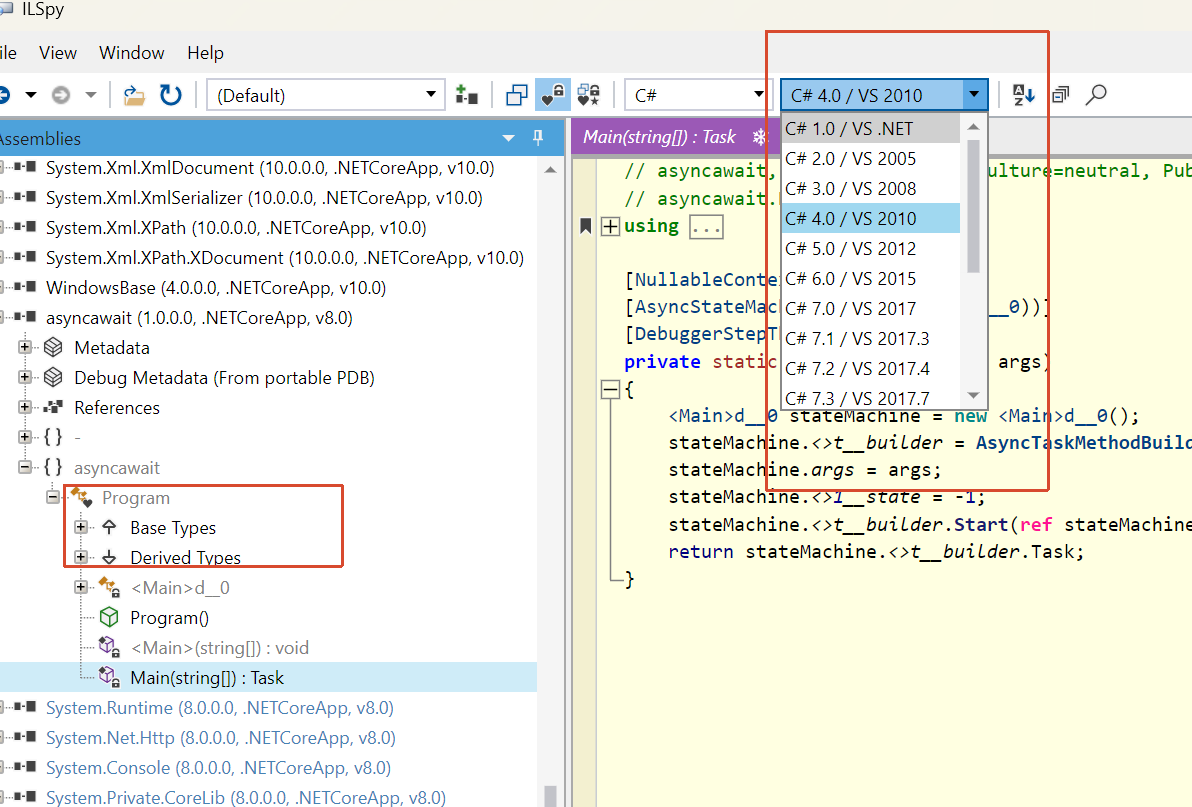 ILSpy
ile View Window Help
(Default) C# C# 4.0 / VS 2010
Assemblies
System.Xml.XmlDocument (10.0.0.0, .NETCoreApp, v10.0)
System.Xml.XmlSerializer (10.0.0.0, .NETCoreApp, v10.0)
System.Xml.XPath (10.0.0.0, .NETCoreApp, v10.0)
System.Xml.XPath.XDocument (10.0.0.0, .NETCoreApp, v10.0)
WindowsBase (4.0.0.0, .NETCoreApp, v10.0)
asyncawait (1.0.0.0, .NETCoreApp, v8.0)
Metadata
Debug Metadata (From portable PDB)
References
{ } -
{ } asyncawait
Program
Base Types
Derived Types
<Main>d__0
Program()
<Main>(string[]) : void
Main(string[]) : Task
System.Runtime (8.0.0.0, .NETCoreApp, v8.0)
System.Net.Http (8.0.0.0, .NETCoreApp, v8.0)
System.Console (8.0.0.0, .NETCoreApp, v8.0)
System.Private.CoreLib (8.0.0.0, .NETCoreApp, v8.0)
Main(string[]) : Task
C# 1.0 / VS .NET
C# 2.0 / VS 2005
C# 3.0 / VS 2008
C# 4.0 / VS 2010
C# 5.0 / VS 2012
C# 6.0 / VS 2015
C# 7.0 / VS 2017
C# 7.1 / VS 2017.3
C# 7.2 / VS 2017.4
C# 7.3 / VS 2017.7
// asyncawait, ulture=neutral, Pub
// asyncawait.
using ...
[NullableConte
[AsyncStateMac __0))]
[DebuggerStepT
private static args)
{
<Main>d__0 stateMachine = new <Main>d__0();
stateMachine.<>t__builder = AsyncTaskMethodBuild
stateMachine.args = args;
stateMachine.<>1__state = -1;
stateMachine.<>t__builder.Start(ref stateMachine
return stateMachine.<>t__builder.Task;
}